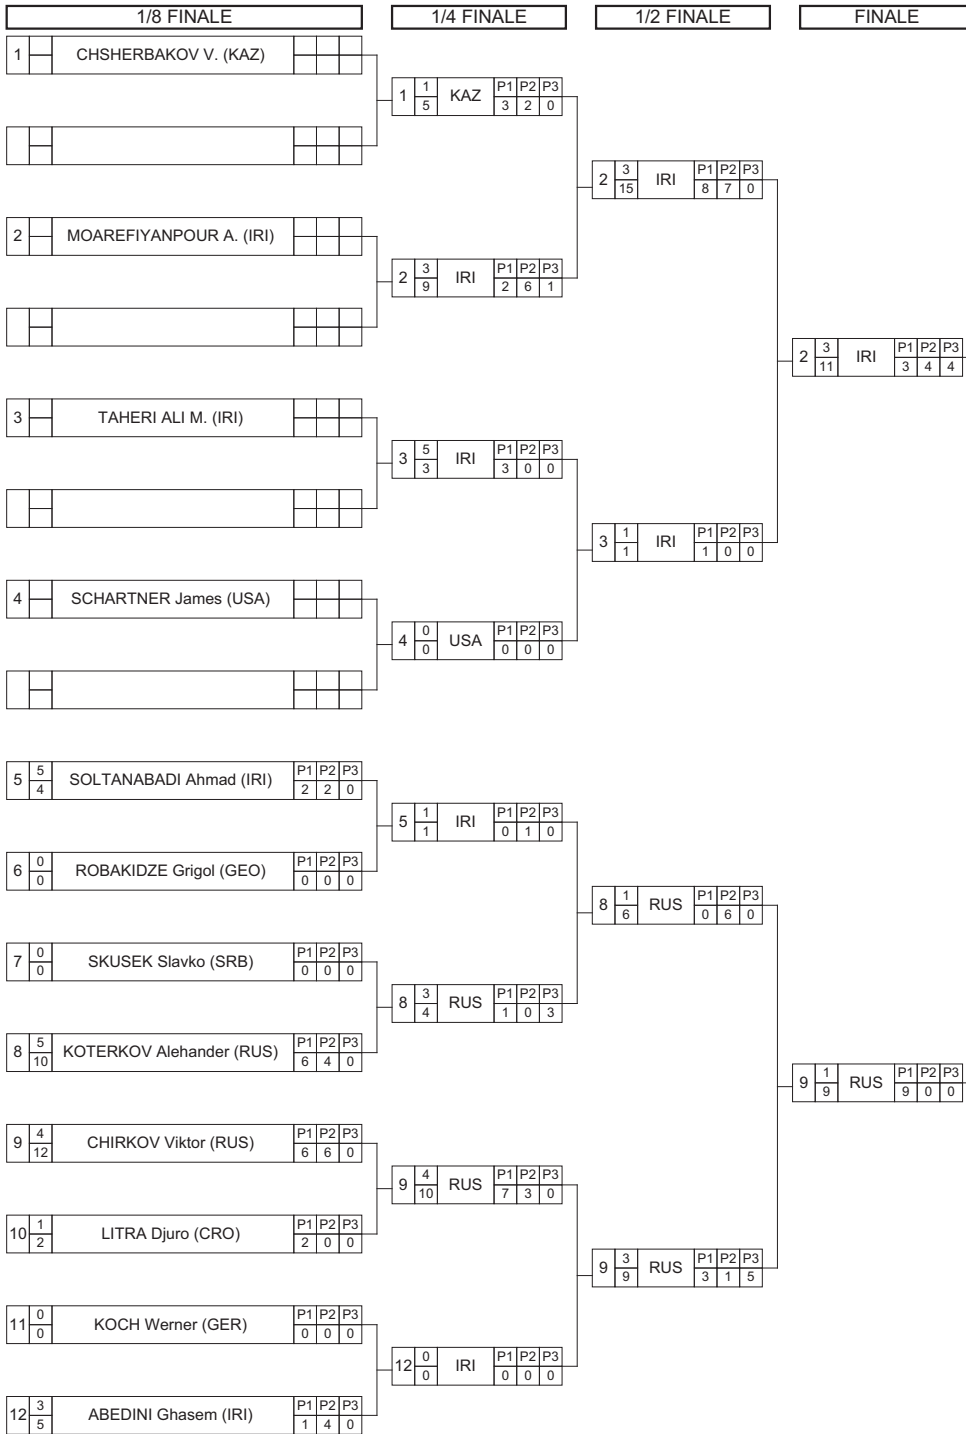 1/8 FINALE 1/4 FINALE 1/2 FINALE FINALE
1 CHSHERBAKOV V. (KAZ)
1 1 KAZ P1 P2 P3
5 3 2 0
2 3 IRI P1 P2 P3
15 8 7 0
2 MOAREFIYANPOUR A. (IRI)
2 3 IRI P1 P2 P3
9 2 6 1
2 3 IRI P1 P2 P3
11 3 4 4
3 TAHERI ALI M. (IRI)
3 5 IRI P1 P2 P3
3 3 0 0
3 1 IRI P1 P2 P3
1 1 0 0
4 SCHARTNER James (USA)
4 0 USA P1 P2 P3
0 0 0 0
5 5 SOLTANABADI Ahmad (IRI) P1 P2 P3
4 2 2 0
5 1 IRI P1 P2 P3
1 0 1 0
6 0 ROBAKIDZE Grigol (GEO) P1 P2 P3
0 0 0 0
8 1 RUS P1 P2 P3
6 0 6 0
7 0 SKUSEK Slavko (SRB) P1 P2 P3
0 0 0 0
8 3 RUS P1 P2 P3
4 1 0 3
8 5 KOTERKOV Alehander (RUS) P1 P2 P3
10 6 4 0
9 1 RUS P1 P2 P3
9 9 0 0
9 4 CHIRKOV Viktor (RUS) P1 P2 P3
12 6 6 0
9 4 RUS P1 P2 P3
10 7 3 0
10 1 LITRA Djuro (CRO) P1 P2 P3
2 2 0 0
9 3 RUS P1 P2 P3
9 3 1 5
11 0 KOCH Werner (GER) P1 P2 P3
0 0 0 0
12 0 IRI P1 P2 P3
0 0 0 0
12 3 ABEDINI Ghasem (IRI) P1 P2 P3
5 1 4 0